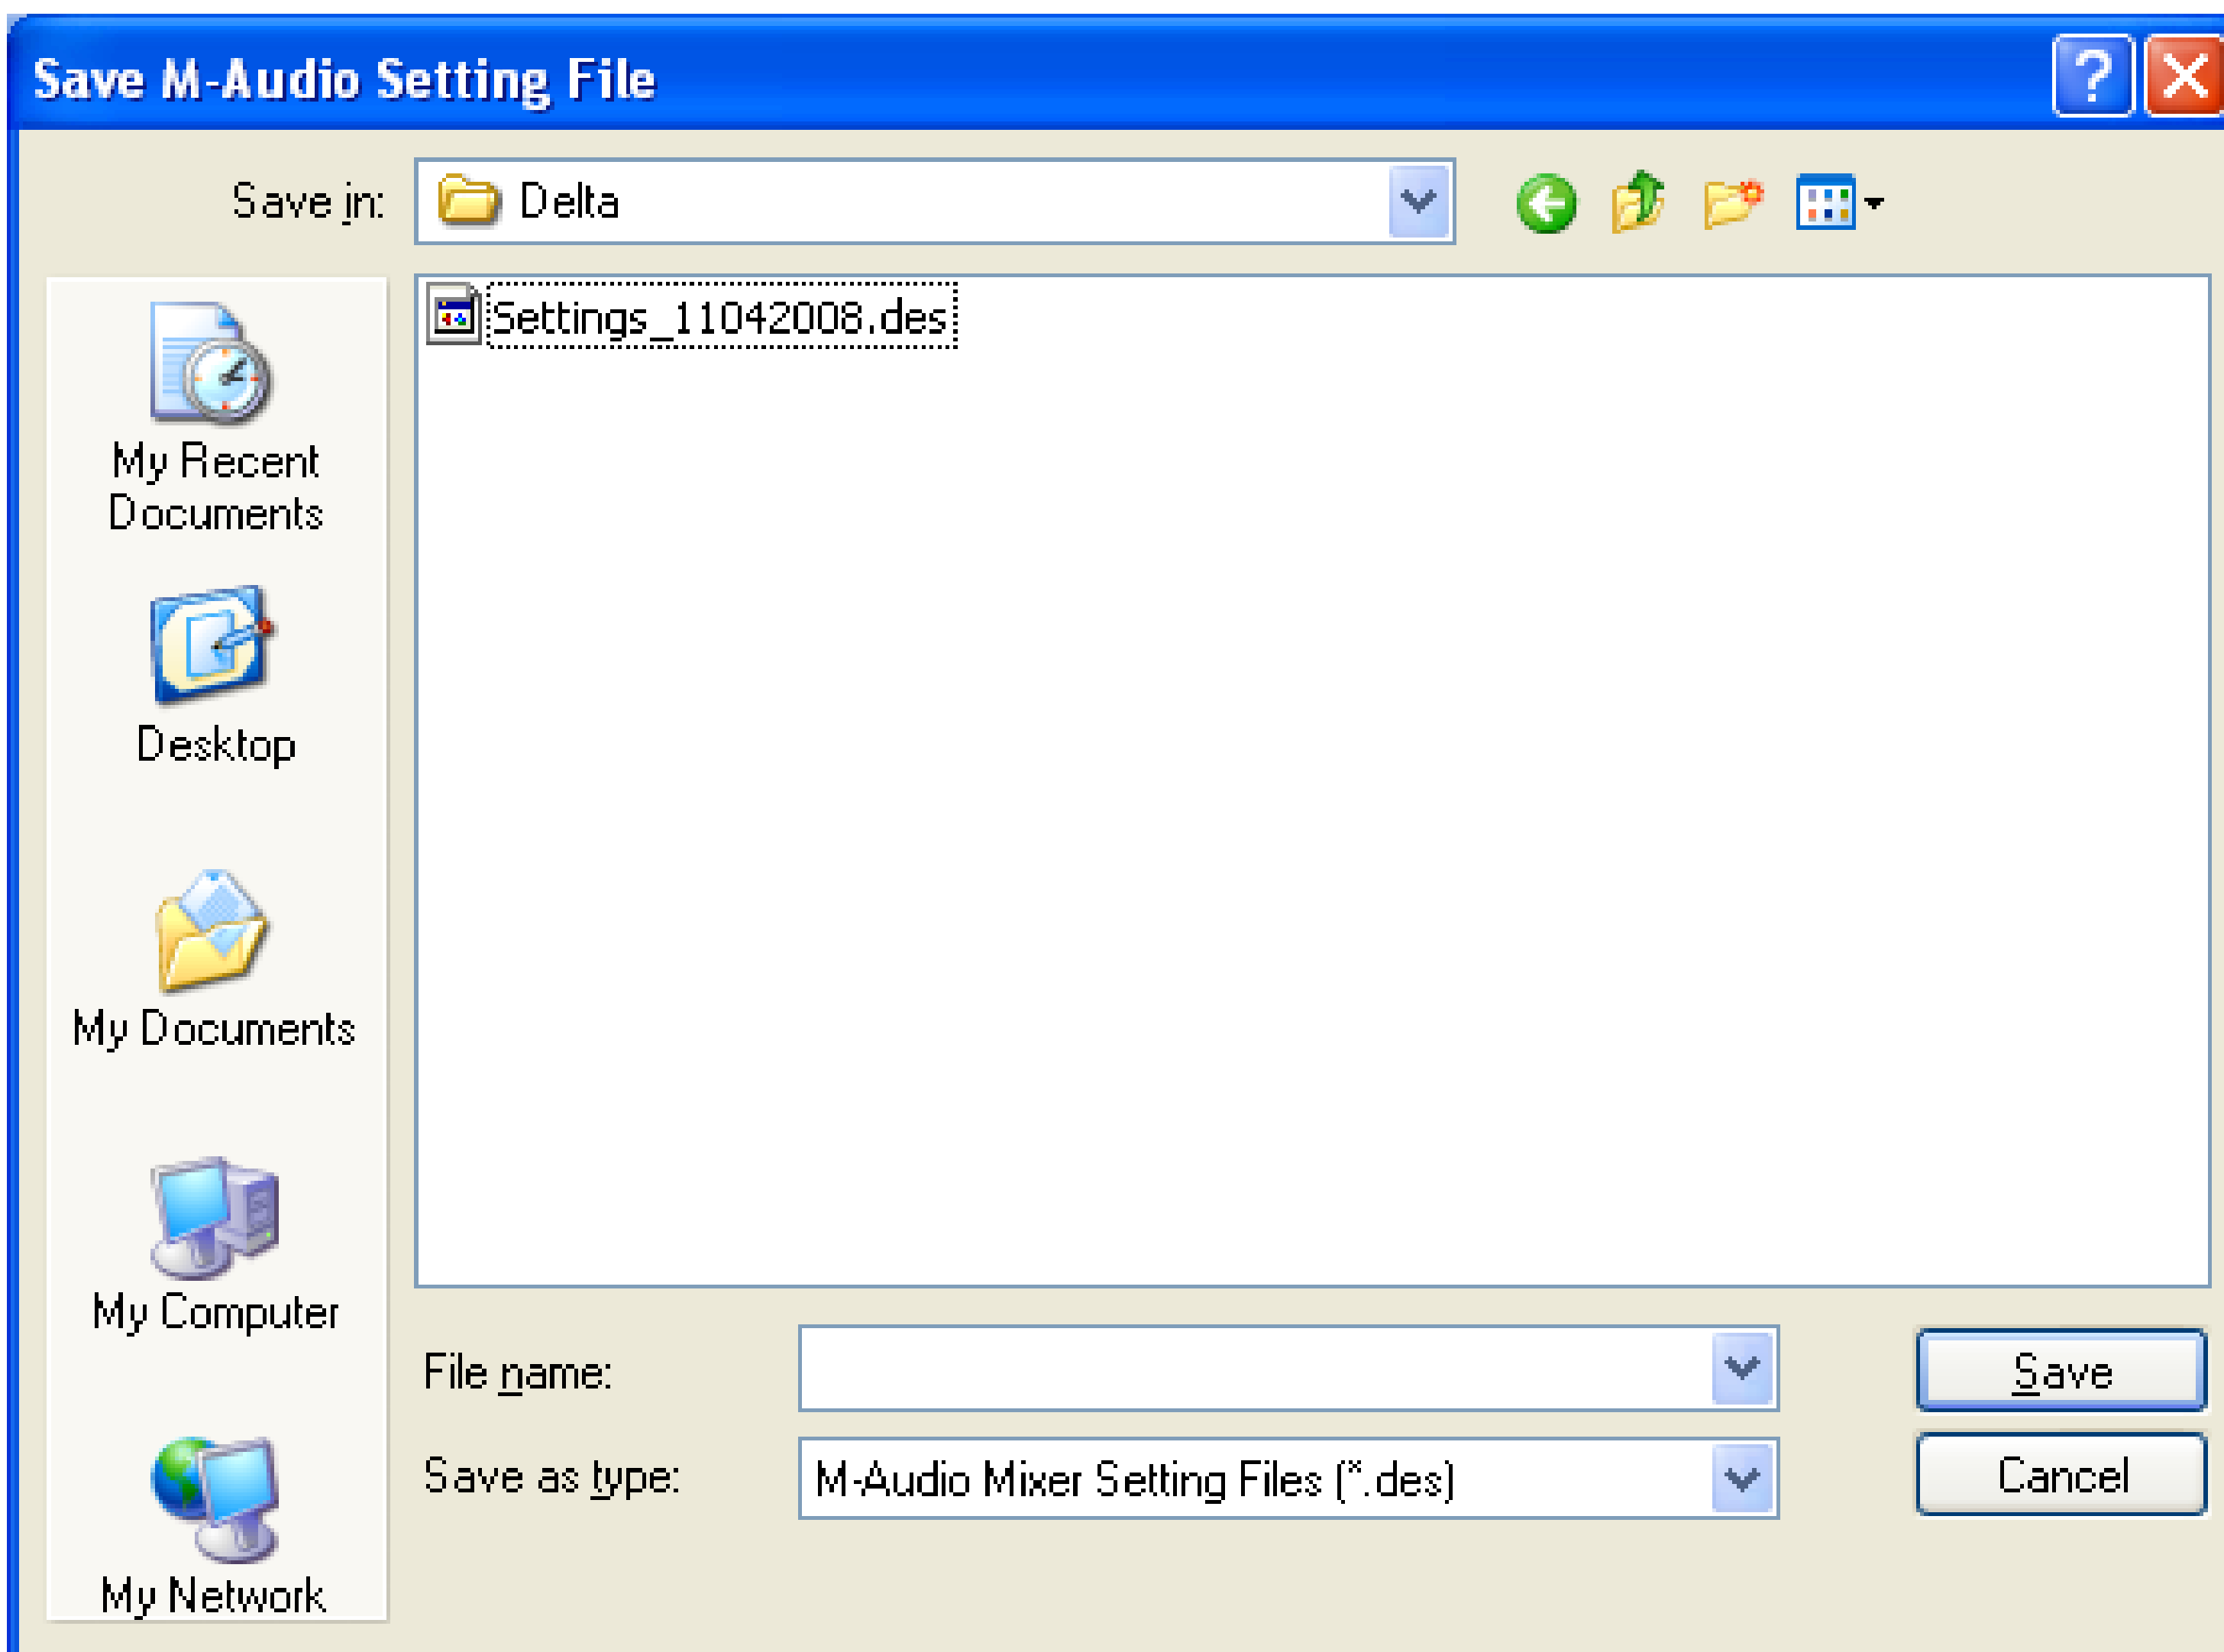 Save M-Audio Setting File
Save in: Delta
Settings_11042008.des
My Recent
Documents
Desktop
My Documents
My Computer
My Network
File name:
Save
Save as type: M-Audio Mixer Setting Files (*.des)
Cancel